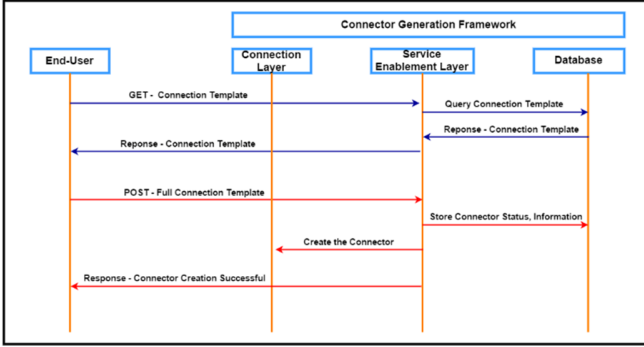 Connector Generation Framework
End-User
Connection
Layer
Service
Enablement Layer
Database
GET - Connection Template
Query Connection Template
Reponse - Connection Template
Reponse - Connection Template
POST - Full Connection Template
Store Connector Status, Information
Create the Connector
Response - Connector Creation Successful